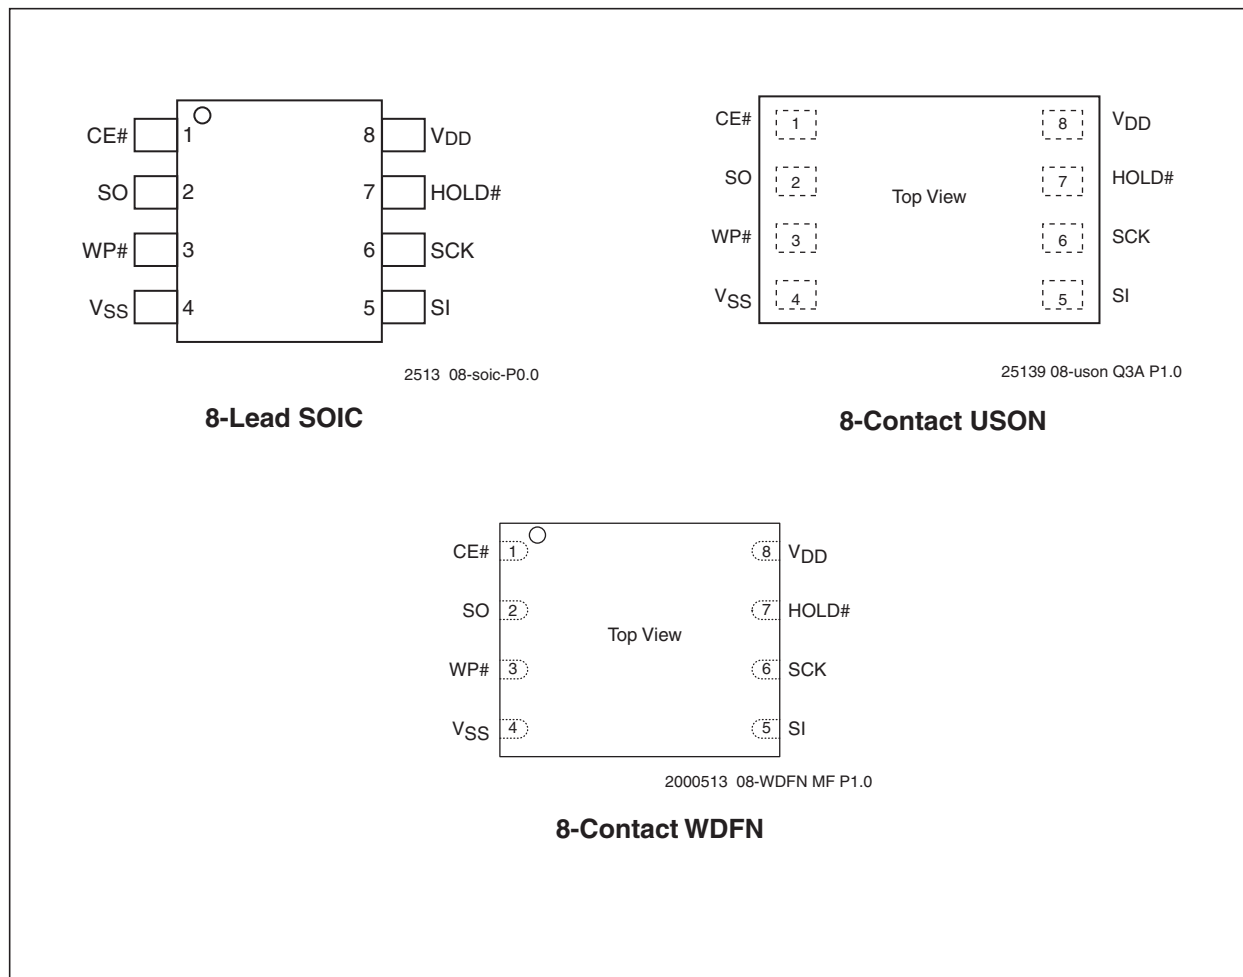 CE# 1 8 VDD
SO 2 7 HOLD#
WP# 3 6 SCK
VSS 4 5 SI
2513 08-soic-P0.0
8-Lead SOIC
CE# 1 8 VDD
SO 2 Top View 7 HOLD#
WP# 3 6 SCK
VSS 4 5 SI
25139 08-uson Q3A P1.0
8-Contact USON
CE# 1 8 VDD
SO 2 7 HOLD#
Top View
WP# 3 6 SCK
VSS 4 5 SI
2000513 08-WDFN MF P1.0
8-Contact WDFN